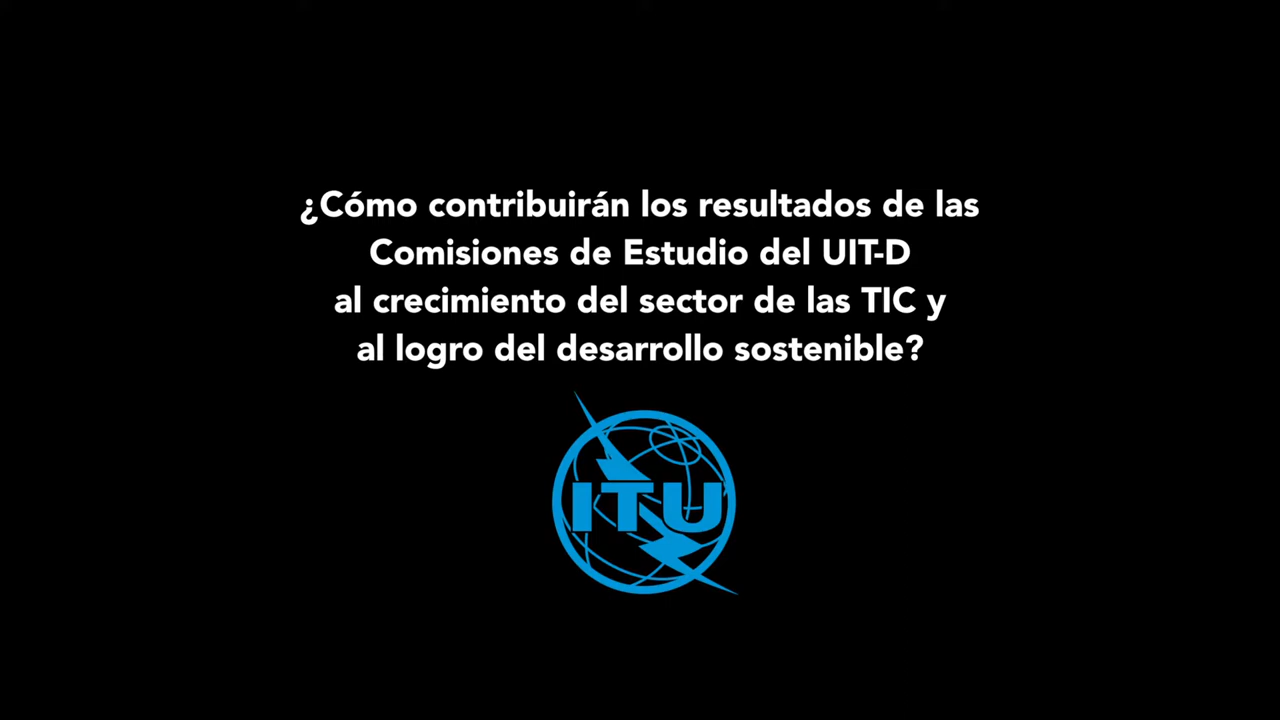 ¿Cómo contribuirán los resultados de las
Comisiones de Estudio del UIT-D
al crecimiento del sector de las TIC y
al logro del desarrollo sostenible?
ITU